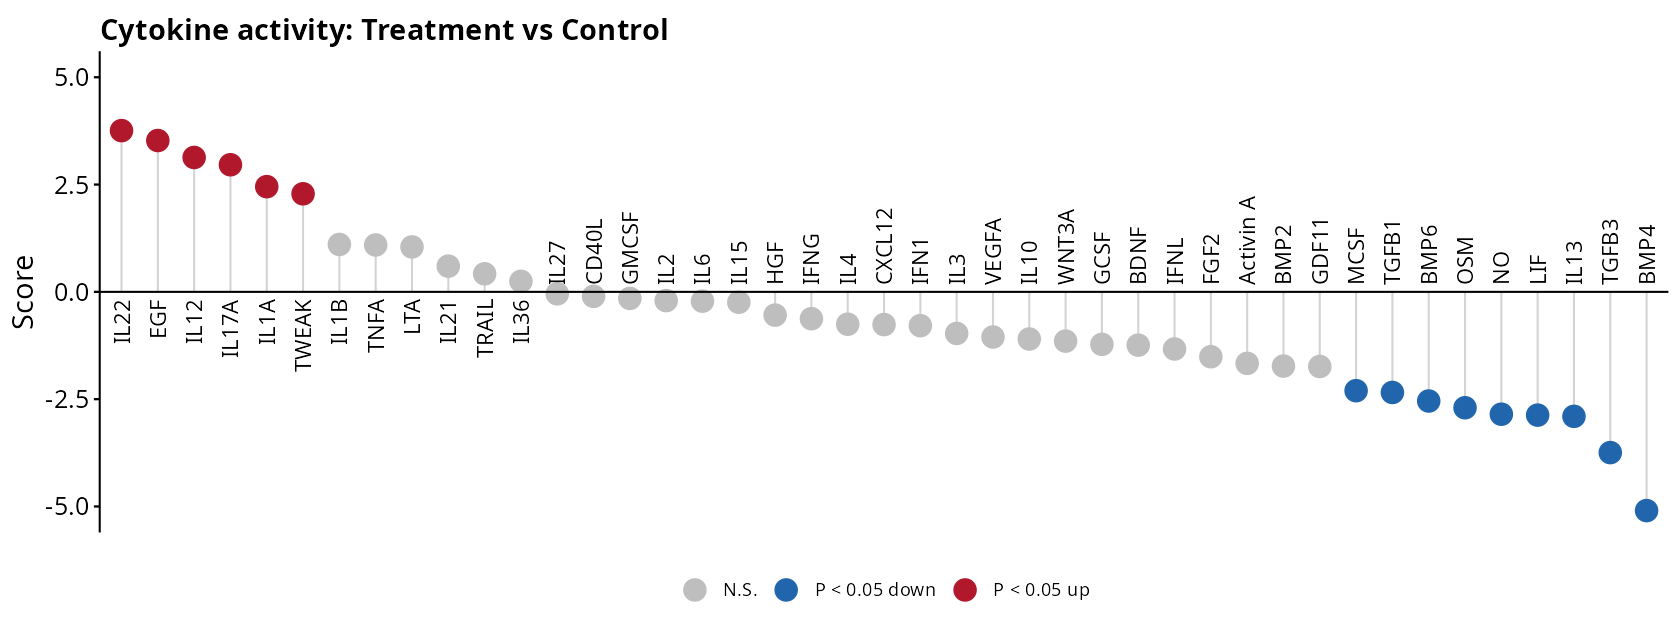 Cytokine activity: Treatment vs Control
Score
5.0
2.5
0.0
-2.5
-5.0
IL22
EGF
IL12
IL17A
IL1A
TWEAK
IL1B
TNFA
LTA
IL21
TRAIL
IL36
IL27
CD40L
GMCSF
IL2
IL6
IL15
HGF
IFNG
IL4
CXCL12
IFN1
IL3
VEGFA
IL10
WNT3A
GCSF
BDNF
IFNL
FGF2
Activin A
BMP2
GDF11
MCSF
TGFB1
BMP6
OSM
NO
LIF
IL13
TGFB3
BMP4
N.S.
P < 0.05 down
P < 0.05 up